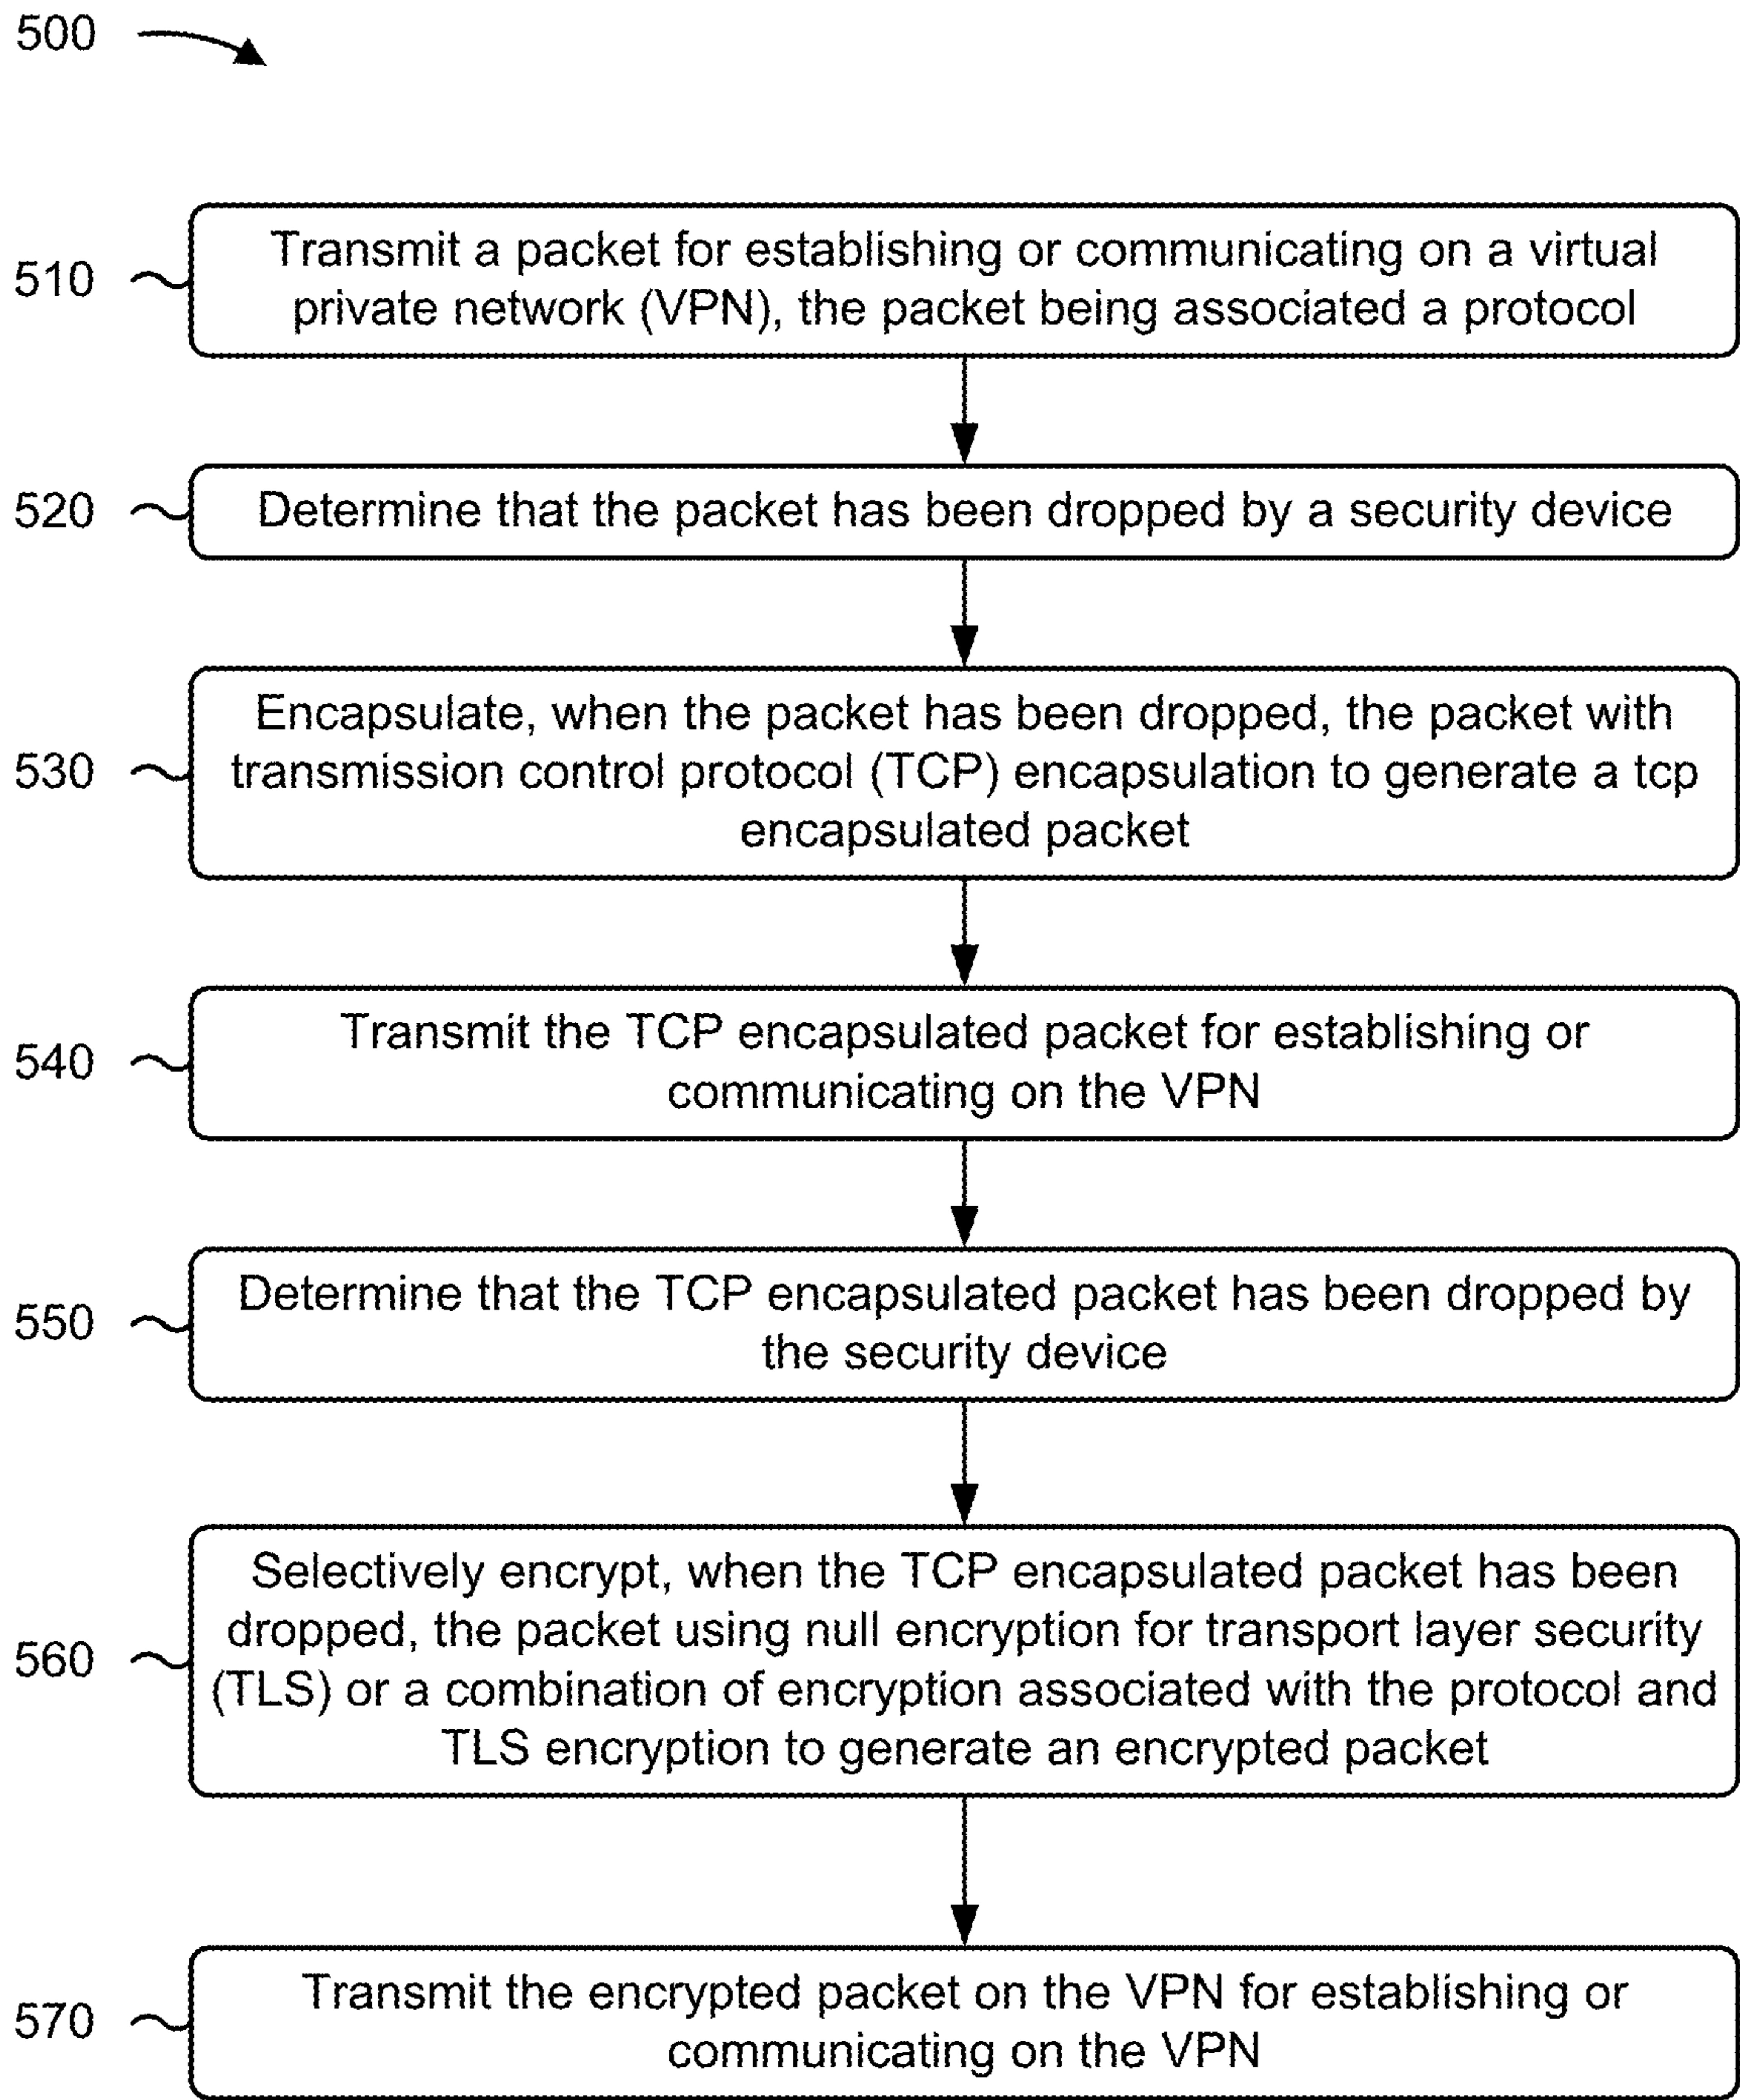 500
510
Transmit a packet for establishing or communicating on a virtual
private network (VPN), the packet being associated a protocol
520
Determine that the packet has been dropped by a security device
530
Encapsulate, when the packet has been dropped, the packet with
transmission control protocol (TCP) encapsulation to generate a tcp
encapsulated packet
540
Transmit the TCP encapsulated packet for establishing or
communicating on the VPN
550
Determine that the TCP encapsulated packet has been dropped by
the security device
560
Selectively encrypt, when the TCP encapsulated packet has been
dropped, the packet using null encryption for transport layer security
(TLS) or a combination of encryption associated with the protocol and
TLS encryption to generate an encrypted packet
570
Transmit the encrypted packet on the VPN for establishing or
communicating on the VPN